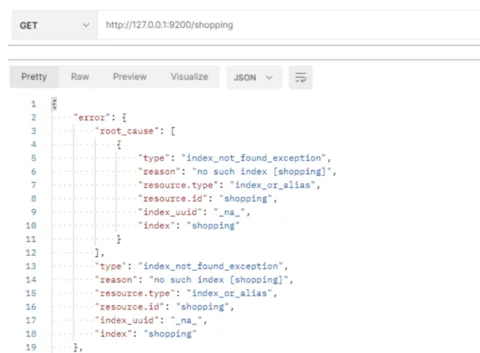 GET http://127.0.0.1:9200/shopping
Pretty Raw Preview Visualize JSON
1 {
2 "error": {
3 "root_cause": [
4 {
5 "type": "index_not_found_exception",
6 "reason": "no such index [shopping]",
7 "resource.type": "index_or_alias",
8 "resource.id": "shopping",
9 "index_uuid": "_na_",
10 "index": "shopping"
11 }
12 ],
13 "type": "index_not_found_exception",
14 "reason": "no such index [shopping]",
15 "resource.type": "index_or_alias",
16 "resource.id": "shopping",
17 "index_uuid": "_na_",
18 "index": "shopping"
19 },